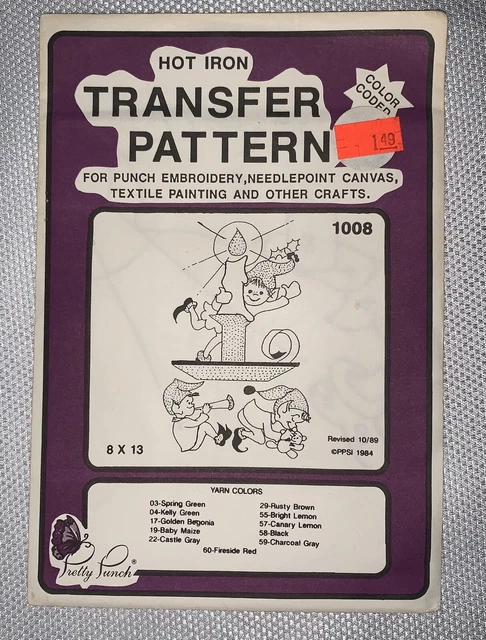 HOT IRON
TRANSFER
PATTERN
COLOR
CODED
1.49
FOR PUNCH EMBROIDERY, NEEDLEPOINT CANVAS,
TEXTILE PAINTING AND OTHER CRAFTS.
1008
8 X 13
Revised 10/89
©PPSI 1984
YARN COLORS
03-Spring Green
04-Kelly Green
17-Golden Begonia
19-Baby Maize
22-Castle Gray
29-Rusty Brown
55-Bright Lemon
57-Canary Lemon
58-Black
59-Charcoal Gray
60-Fireside Red
Pretty Punch®